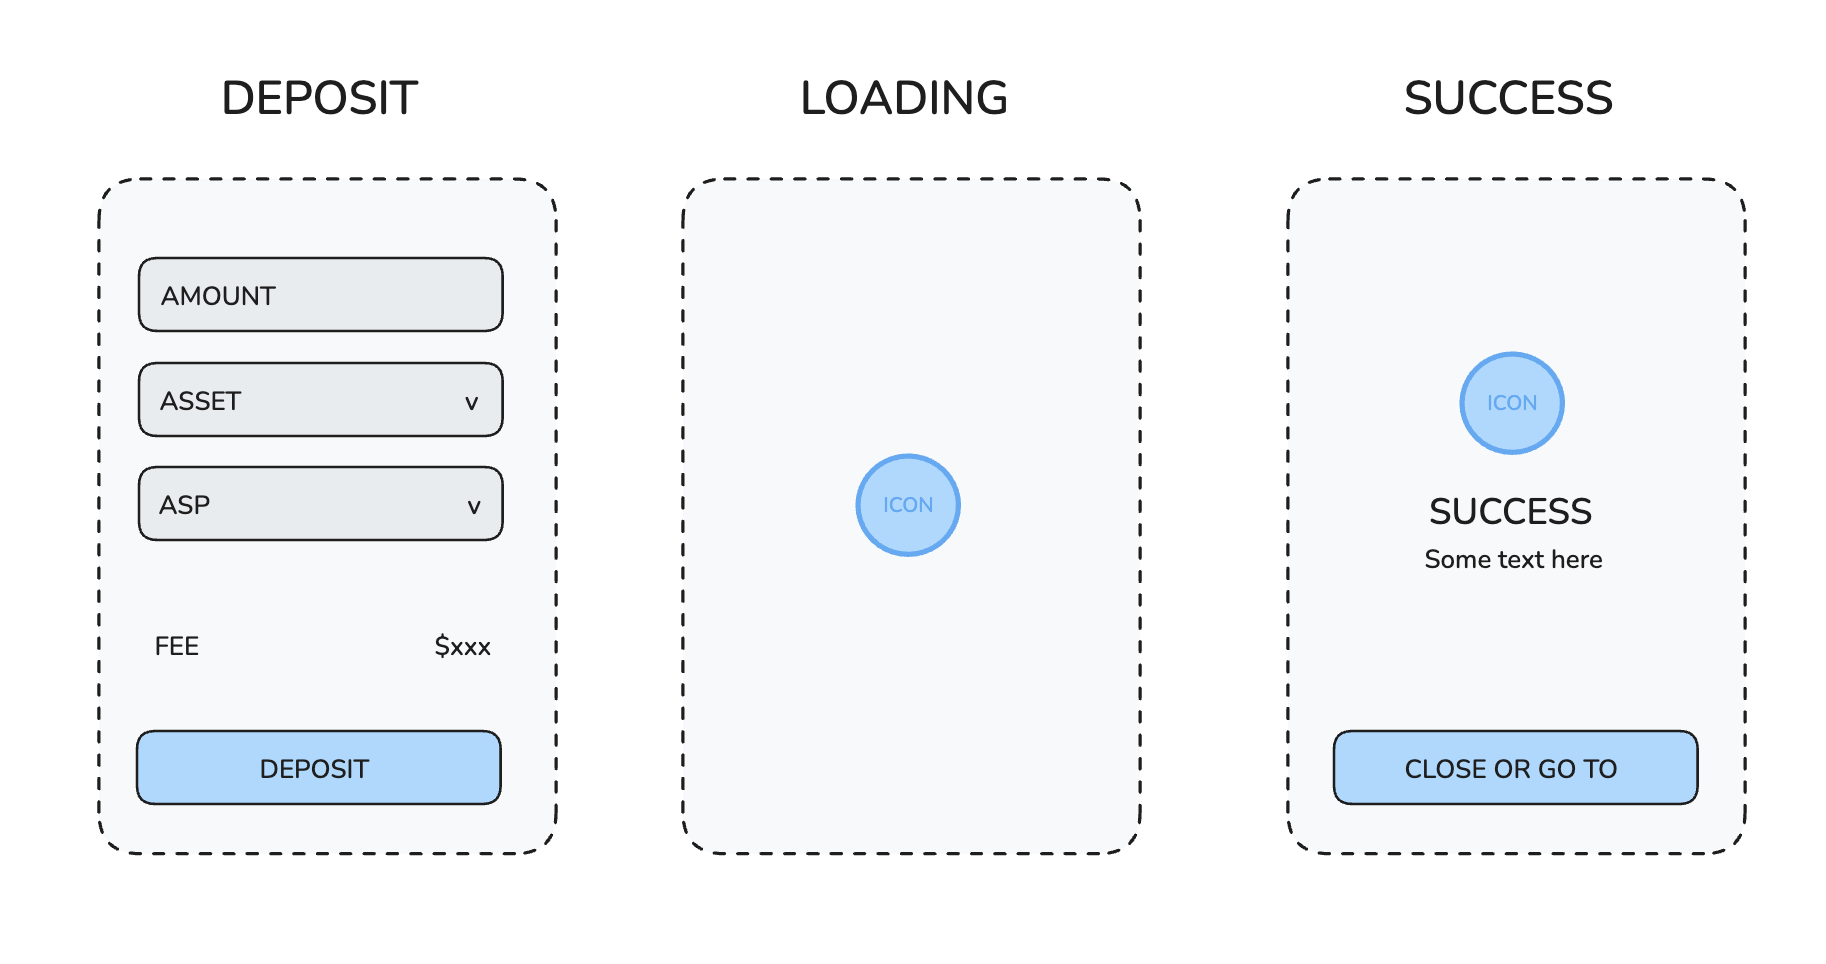 DEPOSIT
LOADING
SUCCESS
AMOUNT
ASSET v
ASP v
FEE $xxx
DEPOSIT
ICON
ICON
SUCCESS
Some text here
CLOSE OR GO TO